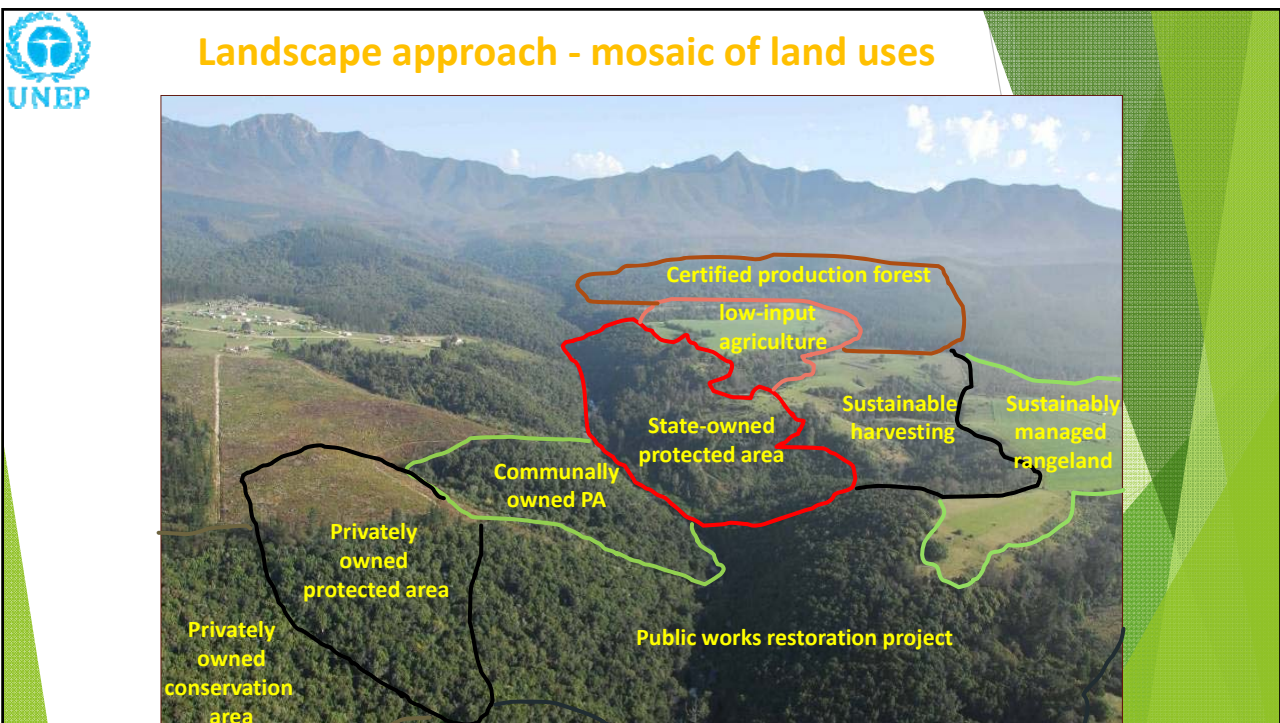 UNEP
Landscape approach - mosaic of land uses
Certified production forest
low-input
agriculture
Sustainable
harvesting
Sustainably
managed
rangeland
State-owned
protected area
Communally
owned PA
Privately
owned
protected area
Privately
owned
conservation
area
Public works restoration project